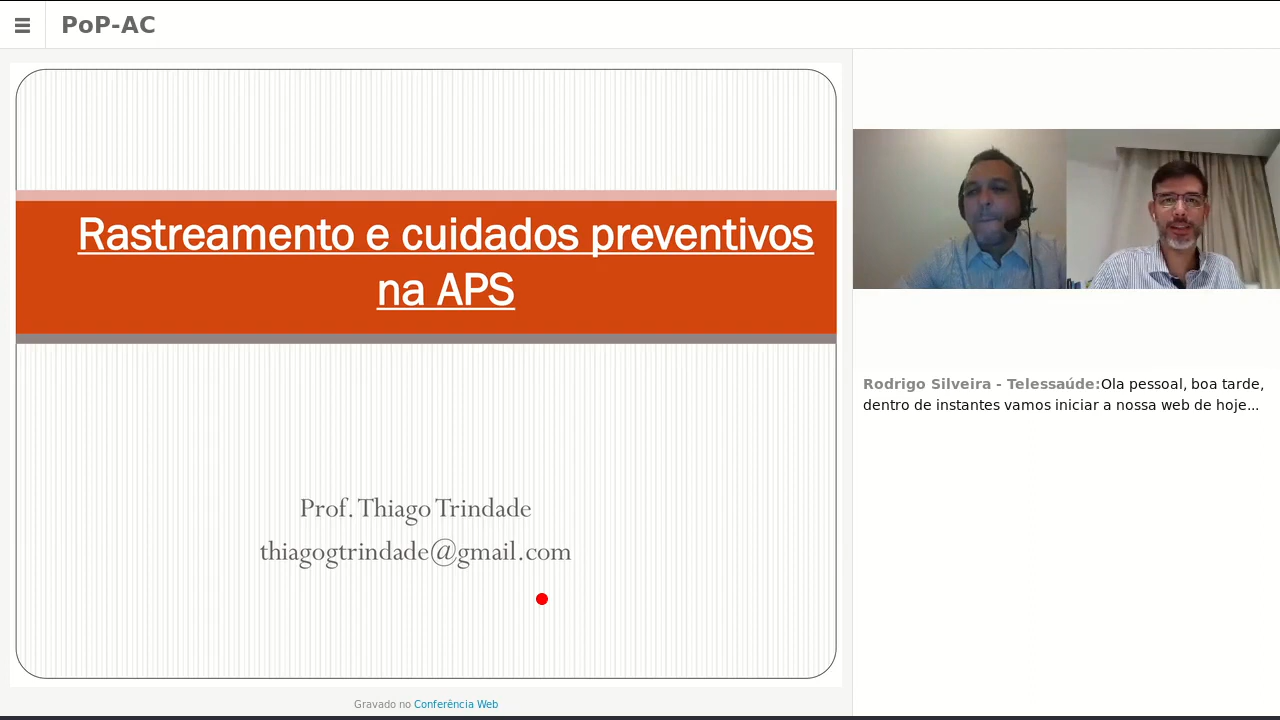 PoP-AC
Rastreamento e cuidados preventivos
na APS
Prof. Thiago Trindade
thiagogtrindade@gmail.com
Gravado no Conferência Web
Rodrigo Silveira - Telessaúde:Ola pessoal, boa tarde,
dentro de instantes vamos iniciar a nossa web de hoje...